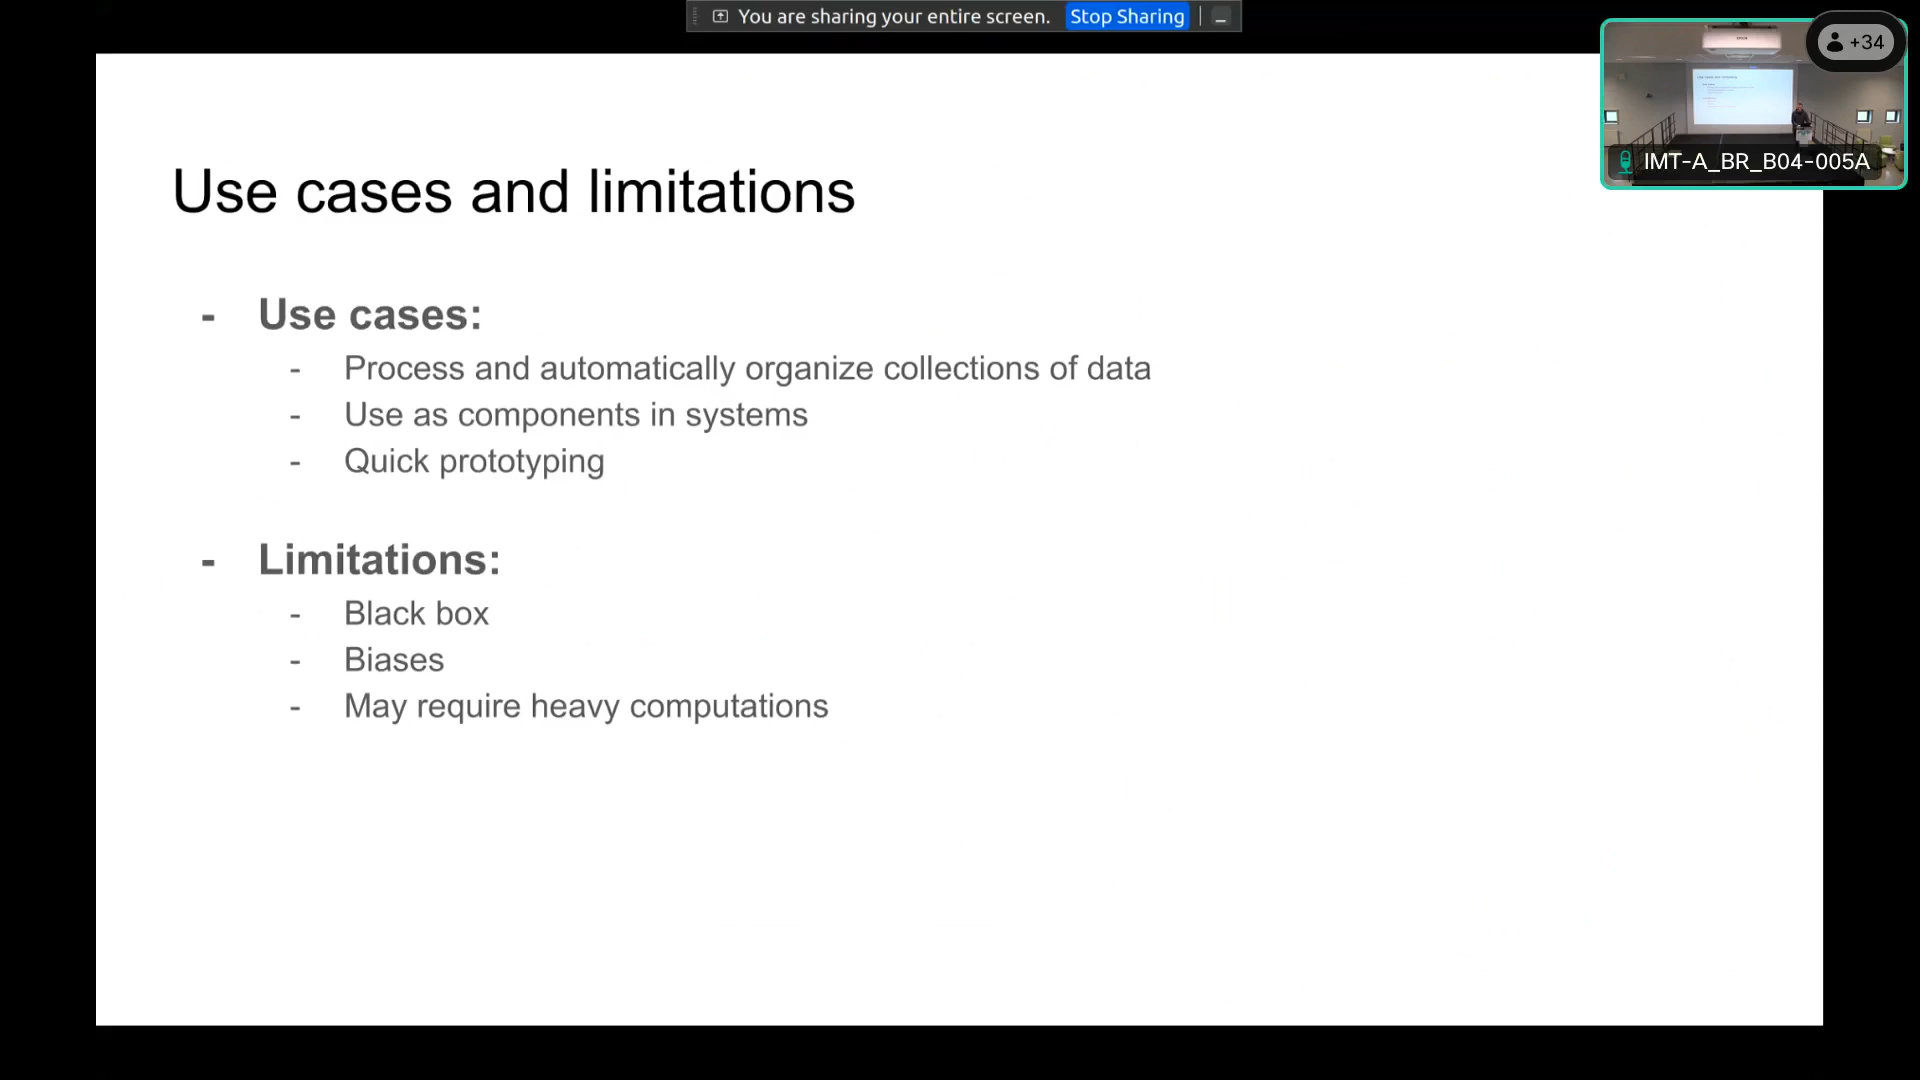 You are sharing your entire screen. Stop Sharing
+34
IMT-A_BR_B04-005A
Use cases and limitations
- Use cases:
- Process and automatically organize collections of data
- Use as components in systems
- Quick prototyping
- Limitations:
- Black box
- Biases
- May require heavy computations